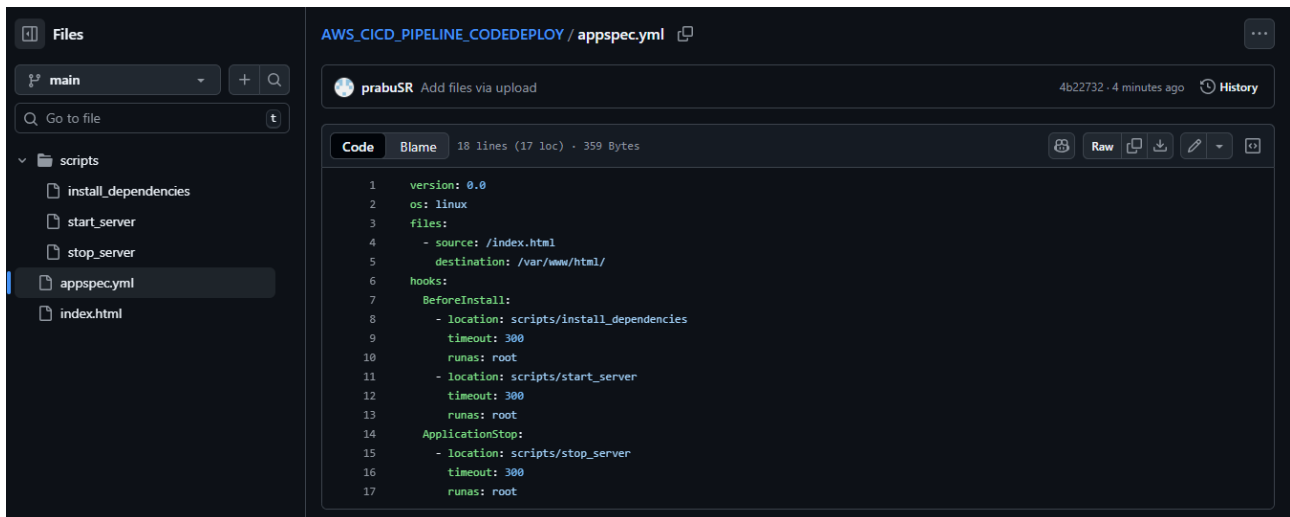 Files
main
Go to file
t
scripts
install_dependencies
start_server
stop_server
appspec.yml
index.html
AWS_CICD_PIPELINE_CODEDEPLOY / appspec.yml
prabuSR Add files via upload
4b22732 · 4 minutes ago
History
Code
Blame
18 lines (17 loc) · 359 Bytes
Raw
1 version: 0.0
2 os: linux
3 files:
4   - source: /index.html
5     destination: /var/www/html/
6 hooks:
7   BeforeInstall:
8     - location: scripts/install_dependencies
9       timeout: 300
10       runas: root
11     - location: scripts/start_server
12       timeout: 300
13       runas: root
14   ApplicationStop:
15     - location: scripts/stop_server
16       timeout: 300
17       runas: root